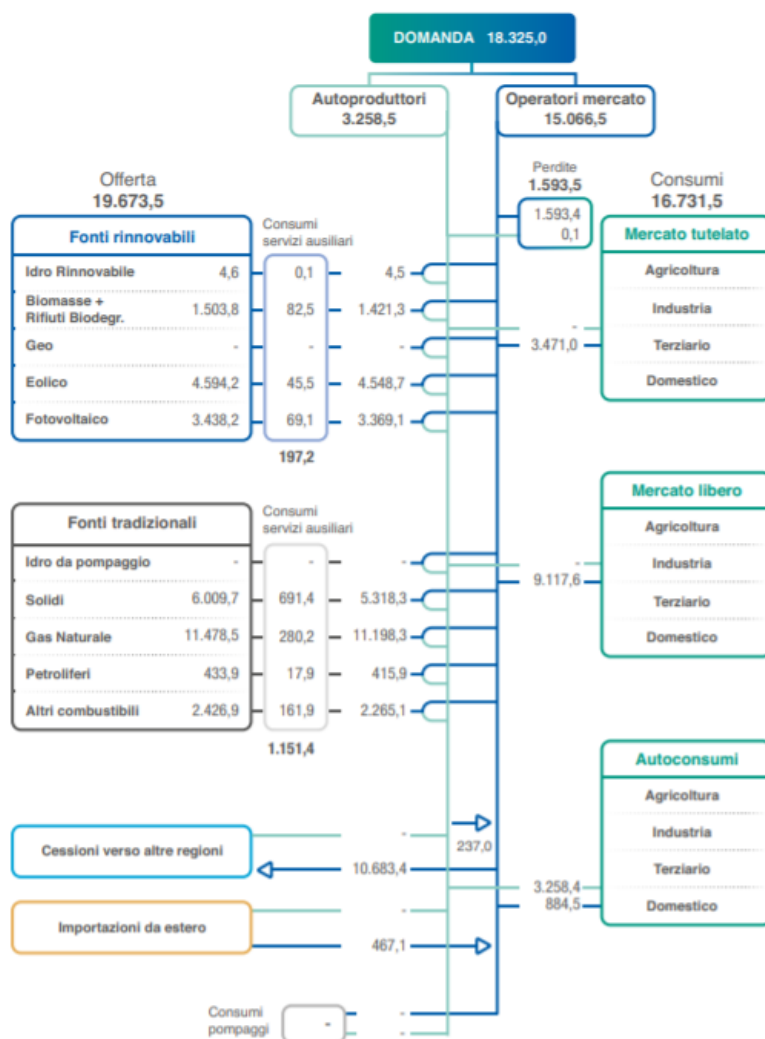 DOMANDA 18.325,0
Autoproduttori
3.258,5
Operatori mercato
15.066,5
Offerta
19.673,5
Perdite
1.593,5
1.593,4
0,1
Consumi
16.731,5
Fonti rinnovabili
Consumi
servizi ausiliari
Mercato tutelato
Idro Rinnovabile 4,6 0,1 4,5
Agricoltura
Biomasse +
Rifiuti Biodegr. 1.503,8 82,5 1.421,3
Industria
-
Geo - - -
3.471,0
Terziario
Eolico 4.594,2 45,5 4.548,7
Domestico
Fotovoltaico 3.438,2 69,1 3.369,1
197,2
Mercato libero
Fonti tradizionali
Consumi
servizi ausiliari
Agricoltura
Idro da pompaggio - - -
- Industria
9.117,6
Solidi 6.009,7 691,4 5.318,3
Terziario
Gas Naturale 11.478,5 280,2 11.198,3
Domestico
Petroliferi 433,9 17,9 415,9
Altri combustibili 2.426,9 161,9 2.265,1
1.151,4
Autoconsumi
Agricoltura
Industria
Cessioni verso altre regioni
-
237,0
10.683,4
Terziario
3.258,4
884,5
Domestico
Importazioni da estero
-
467,1
Consumi
pompaggi
-
-
-